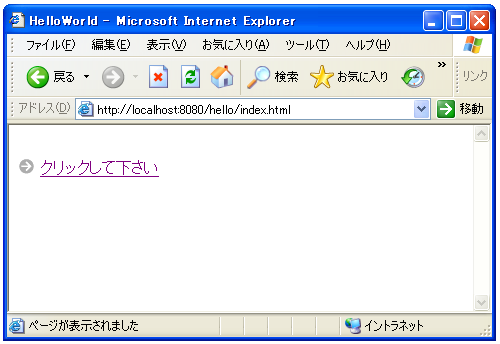 HelloWorld - Microsoft Internet Explorer
ファイル(F) 編集(E) 表示(V) お気に入り(A) ツール(T) ヘルプ(H)
戻る 検索 お気に入り » リンク
アドレス(D) http://localhost:8080/hello/index.html 移動
クリックして下さい
ページが表示されました イントラネット